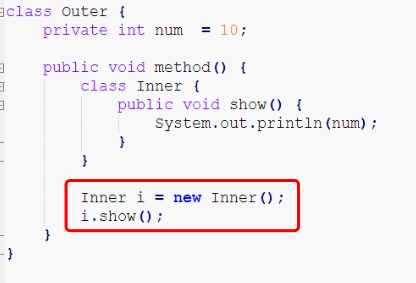 class Outer {
    private int num  = 10;
    public void method() {
        class Inner {
            public void show() {
                System.out.println(num);
            }
        }
        Inner i = new Inner();
        i.show();
    }
}